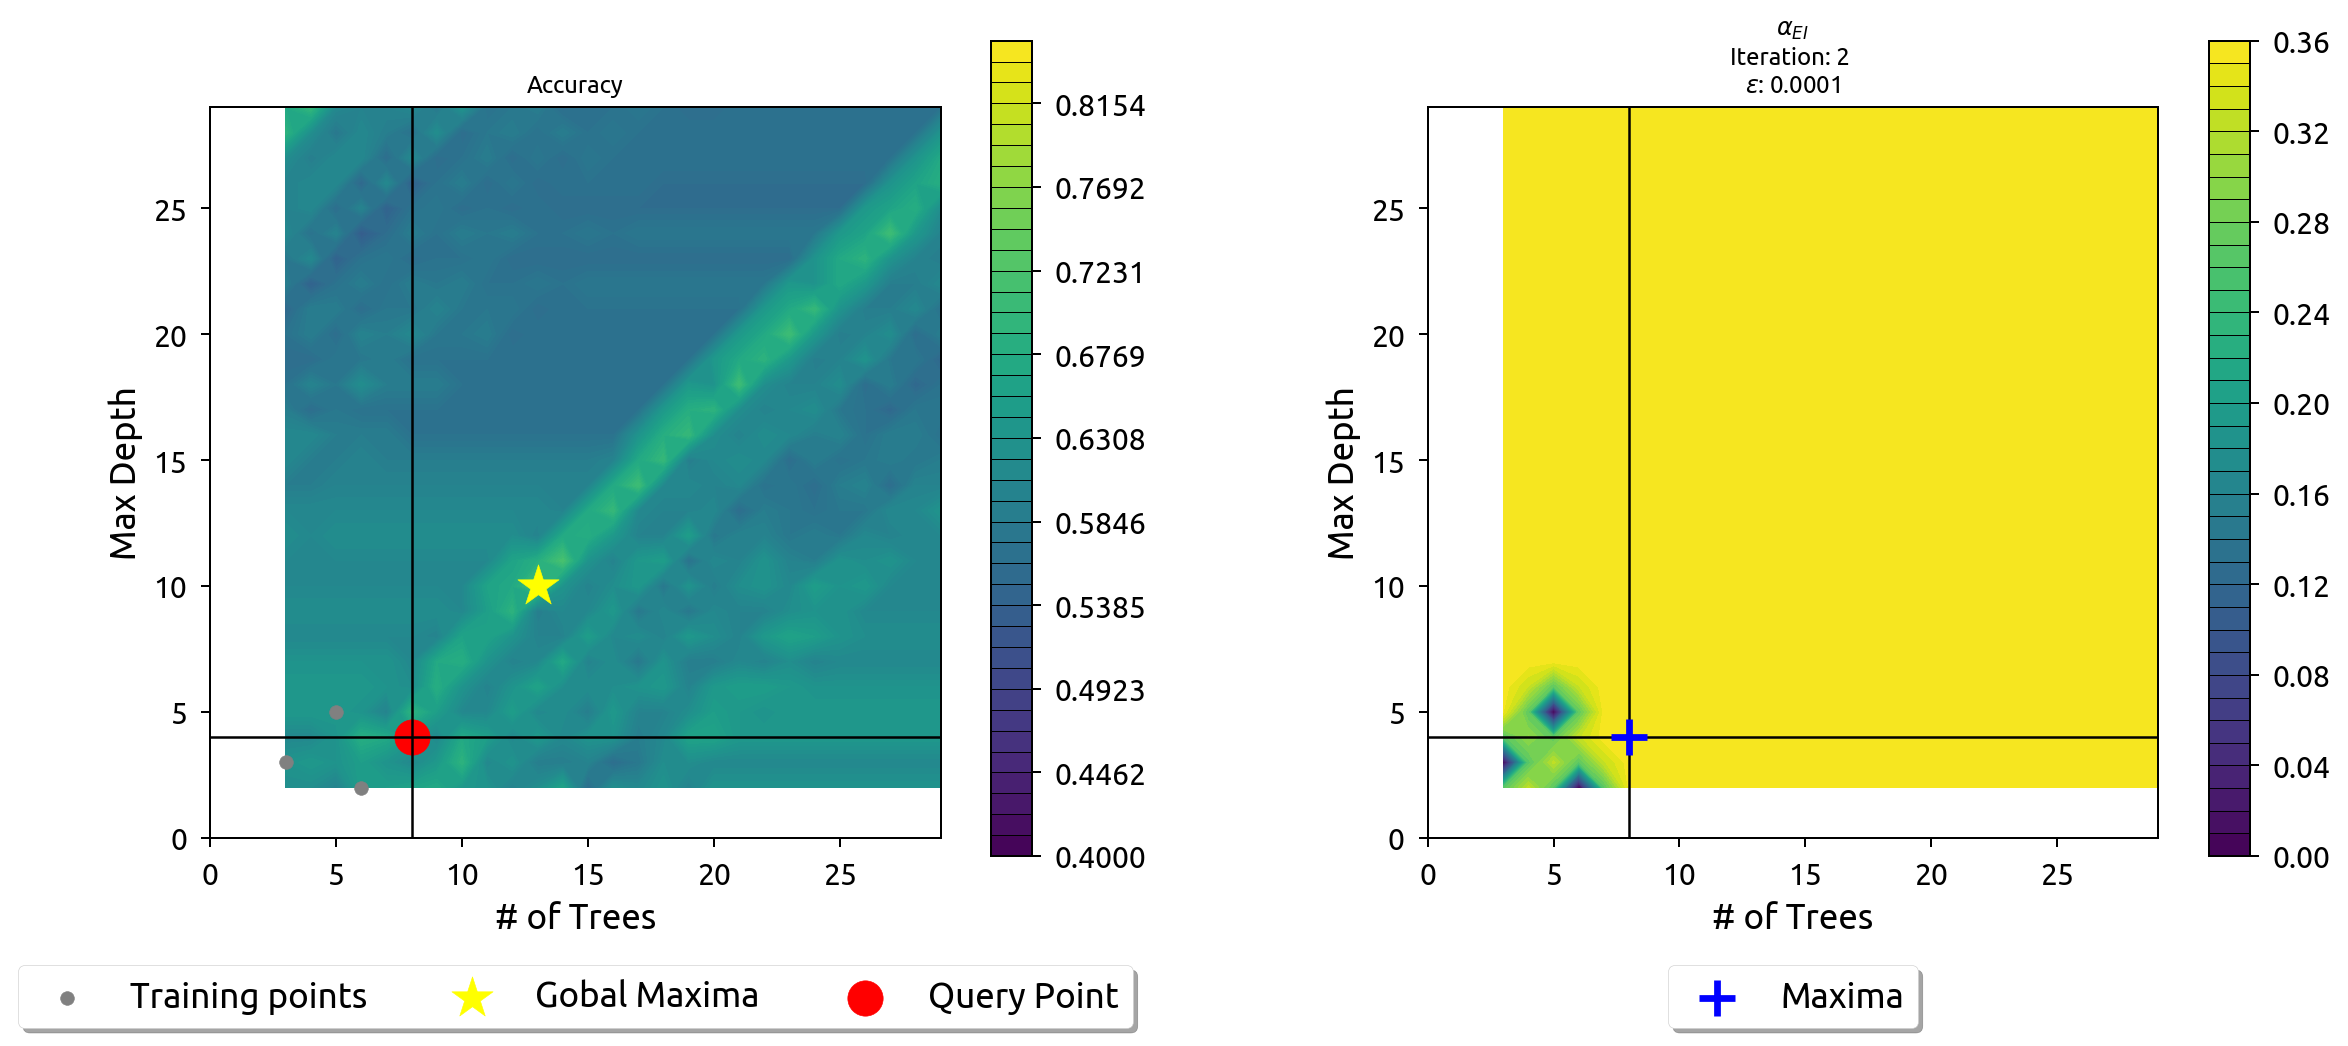 Accuracy
Max Depth
25
20
15
10
5
0
0 5 10 15 20 25
# of Trees
0.8154
0.7692
0.7231
0.6769
0.6308
0.5846
0.5385
0.4923
0.4462
0.4000
Training points Gobal Maxima Query Point
α_EI
Iteration: 2
ε: 0.0001
Max Depth
25
20
15
10
5
0
0 5 10 15 20 25
# of Trees
0.36
0.32
0.28
0.24
0.20
0.16
0.12
0.08
0.04
0.00
Maxima